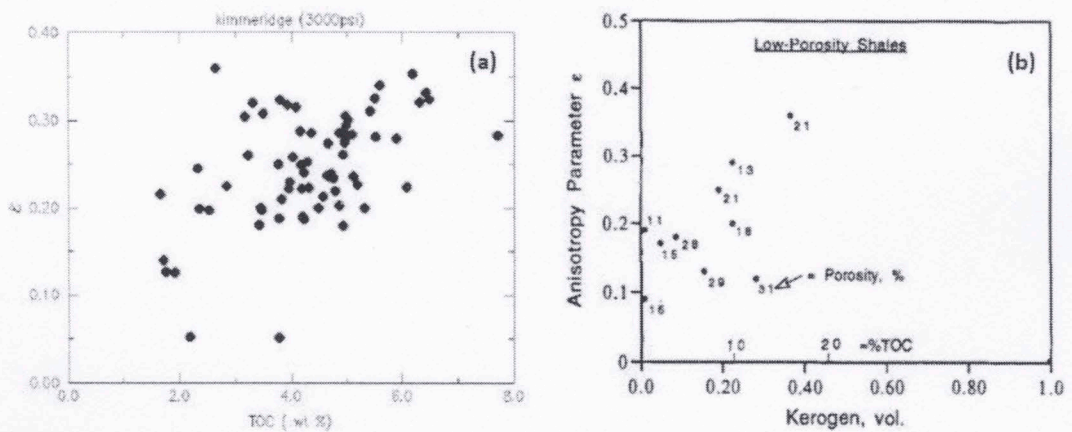 kimmeridge (3000psi)
(a)
0.40
0.30
0.20
0.10
0.00
ε
0.0 2.0 4.0 6.0 8.0
TOC (wt %)
0.5
Low-Porosity Shales
(b)
0.4
0.3
0.2
0.1
0
Anisotropy Parameter ε
21
13
21
11
18
28
15
29
31
= Porosity, %
16
10 20 =%TOC
0.0 0.20 0.40 0.60 0.80 1.0
Kerogen, vol.